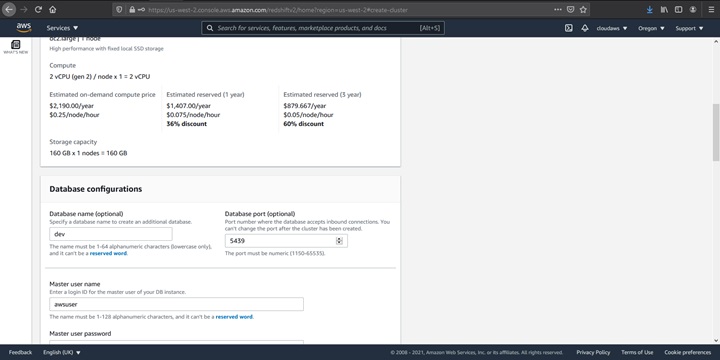 https://us-west-2.console.aws.amazon.com/redshiftv2/home?region=us-west-2#create-cluster
aws
Services ▼
Search for services, features, marketplace products, and docs
[Alt+S]
cloudaws ▼
Oregon ▼
Support ▼
WHAT'S NEW
dc2.large | 1 node
High performance with fixed local SSD storage
Compute
2 vCPU (gen 2) / node x 1 = 2 vCPU
Estimated on-demand compute price
$2,190.00/year
$0.25/node/hour
Estimated reserved (1 year)
$1,407.00/year
$0.075/node/hour
36% discount
Estimated reserved (3 year)
$879.667/year
$0.05/node/hour
60% discount
Storage capacity
160 GB x 1 nodes = 160 GB
Database configurations
Database name (optional)
Specify a database name to create an additional database.
dev
The name must be 1-64 alphanumeric characters (lowercase only),
and it can't be a reserved word.
Database port (optional)
Port number where the database accepts inbound connections. You
can't change the port after the cluster has been created.
5439
The port must be numeric (1150-65535).
Master user name
Enter a login ID for the master user of your DB instance.
awsuser
The name must be 1-128 alphanumeric characters, and it can't be a reserved word.
Master user password
Feedback
English (UK) ▼
© 2008 - 2021, Amazon Web Services, Inc. or its affiliates. All rights reserved.
Privacy Policy
Terms of Use
Cookie preferences